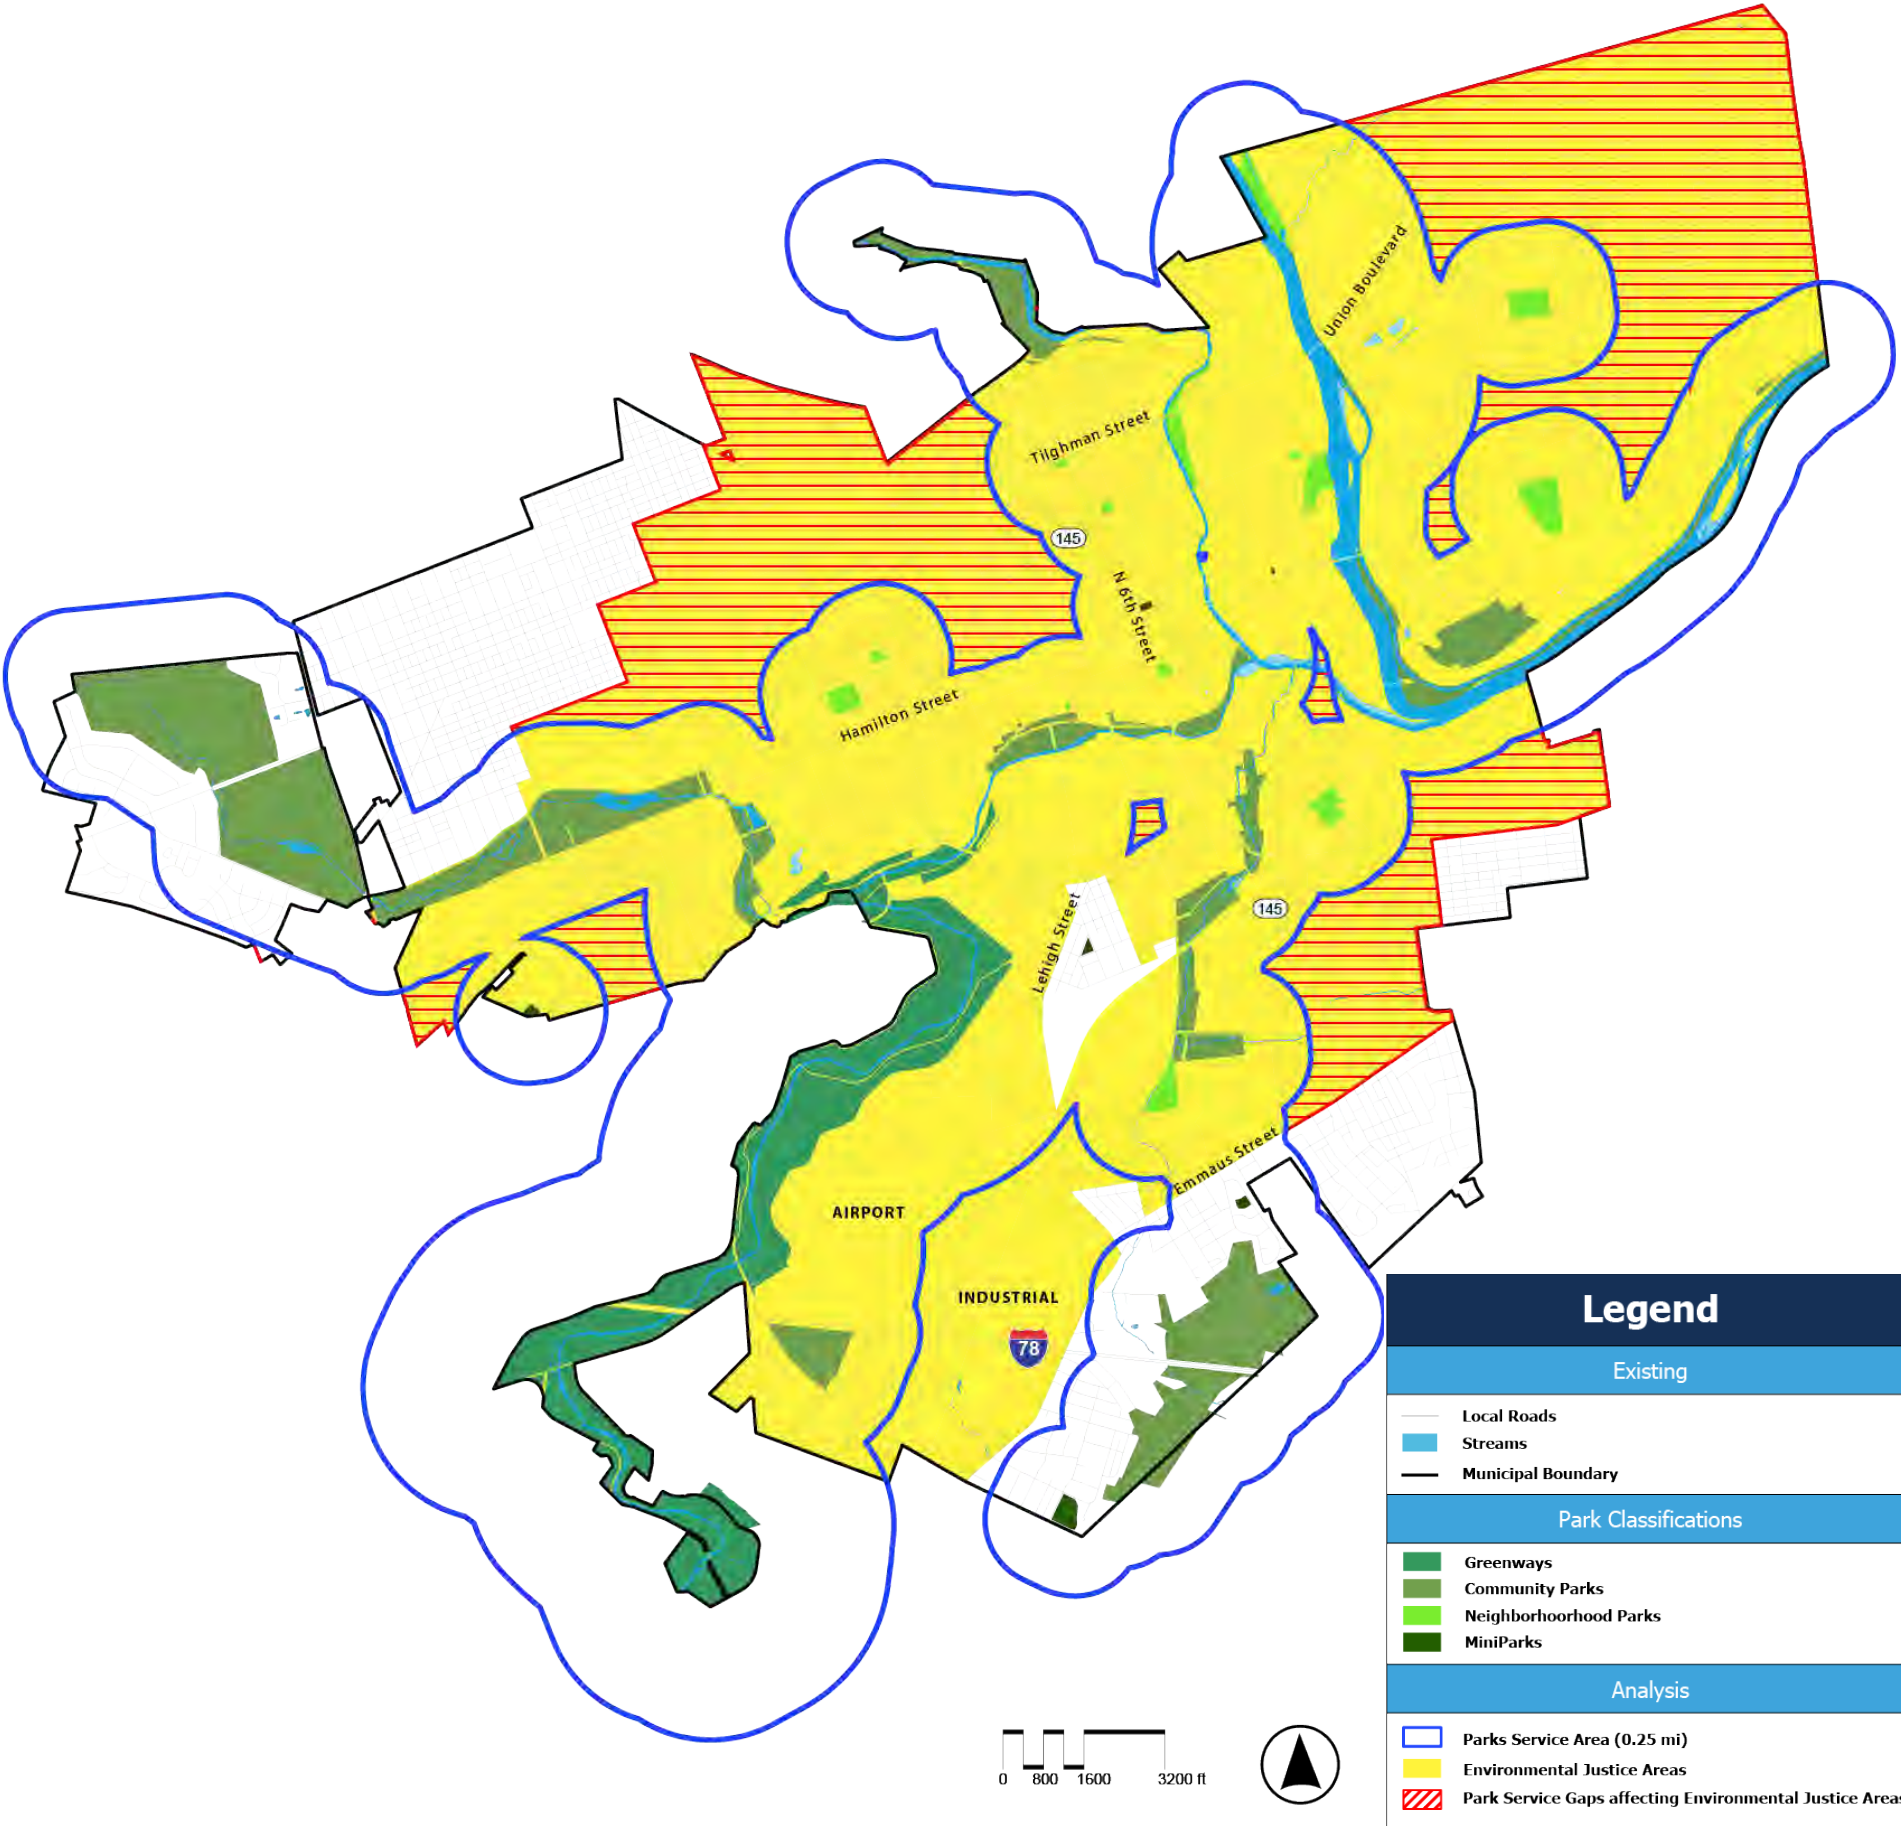 Union Boulevard
Tilghman Street
145
N 6th Street
Hamilton Street
Lehigh Street
145
Emmaus Street
AIRPORT
INDUSTRIAL
78
Legend
Existing
Local Roads
Streams
Municipal Boundary
Park Classifications
Greenways
Community Parks
Neighborhoorhood Parks
MiniParks
Analysis
Parks Service Area (0.25 mi)
Environmental Justice Areas
Park Service Gaps affecting Environmental Justice Areas
0 800 1600 3200 ft